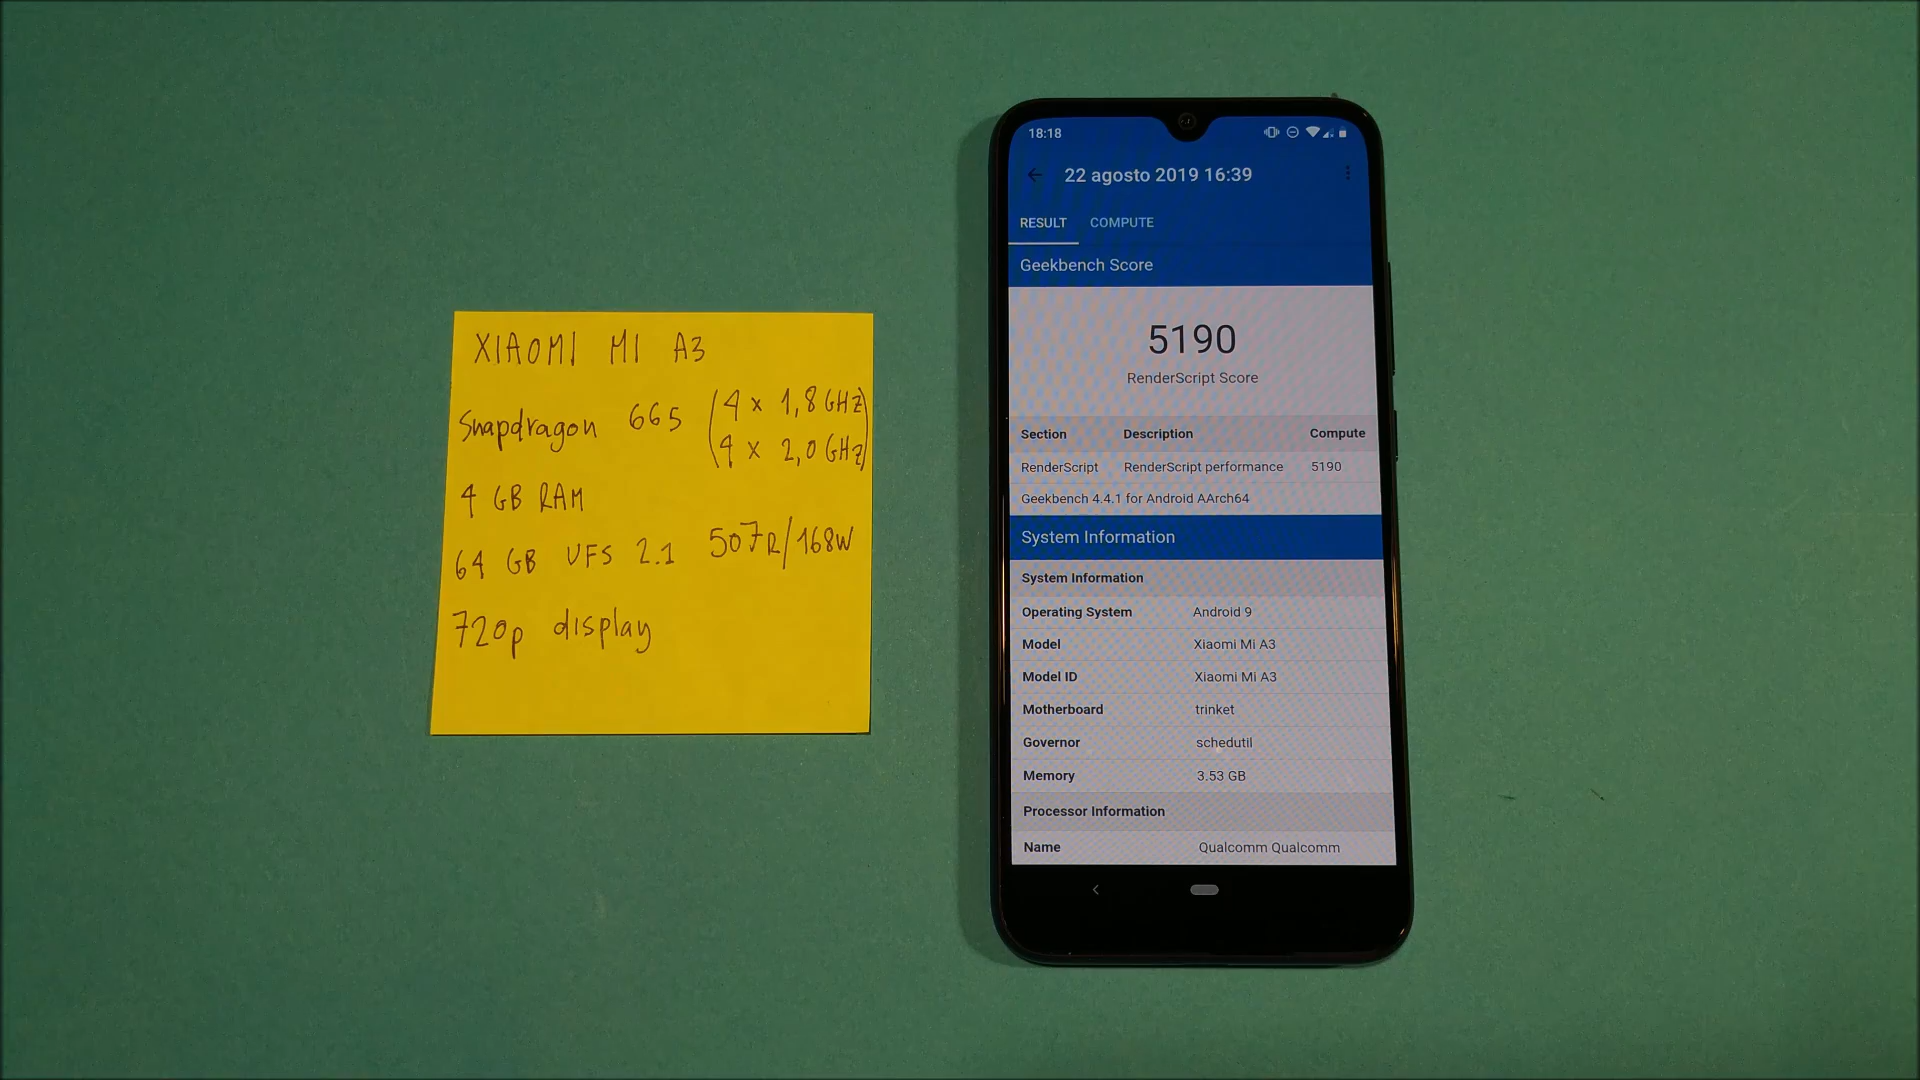 XIAOMI MI A3
Snapdragon 665 (4 x 1,8 GHZ)
(4 x 2,0 GHz)
4 GB RAM
64 GB UFS 2.1 507R/168W
720p display
18:18
22 agosto 2019 16:39
RESULT COMPUTE
Geekbench Score
5190
RenderScript Score
Section Description Compute
RenderScript RenderScript performance 5190
Geekbench 4.4.1 for Android AArch64
System Information
System Information
Operating System Android 9
Model Xiaomi Mi A3
Model ID Xiaomi Mi A3
Motherboard trinket
Governor schedutil
Memory 3.53 GB
Processor Information
Name Qualcomm Qualcomm